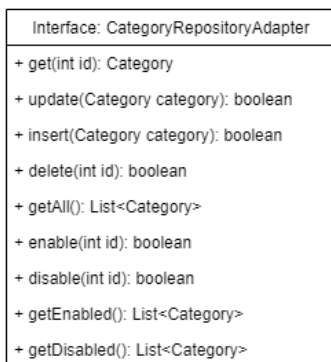 Interface: CategoryRepositoryAdapter
+ get(int id): Category
+ update(Category category): boolean
+ insert(Category category): boolean
+ delete(int id): boolean
+ getAll(): List<Category>
+ enable(int id): boolean
+ disable(int id): boolean
+ getEnabled(): List<Category>
+ getDisabled(): List<Category>